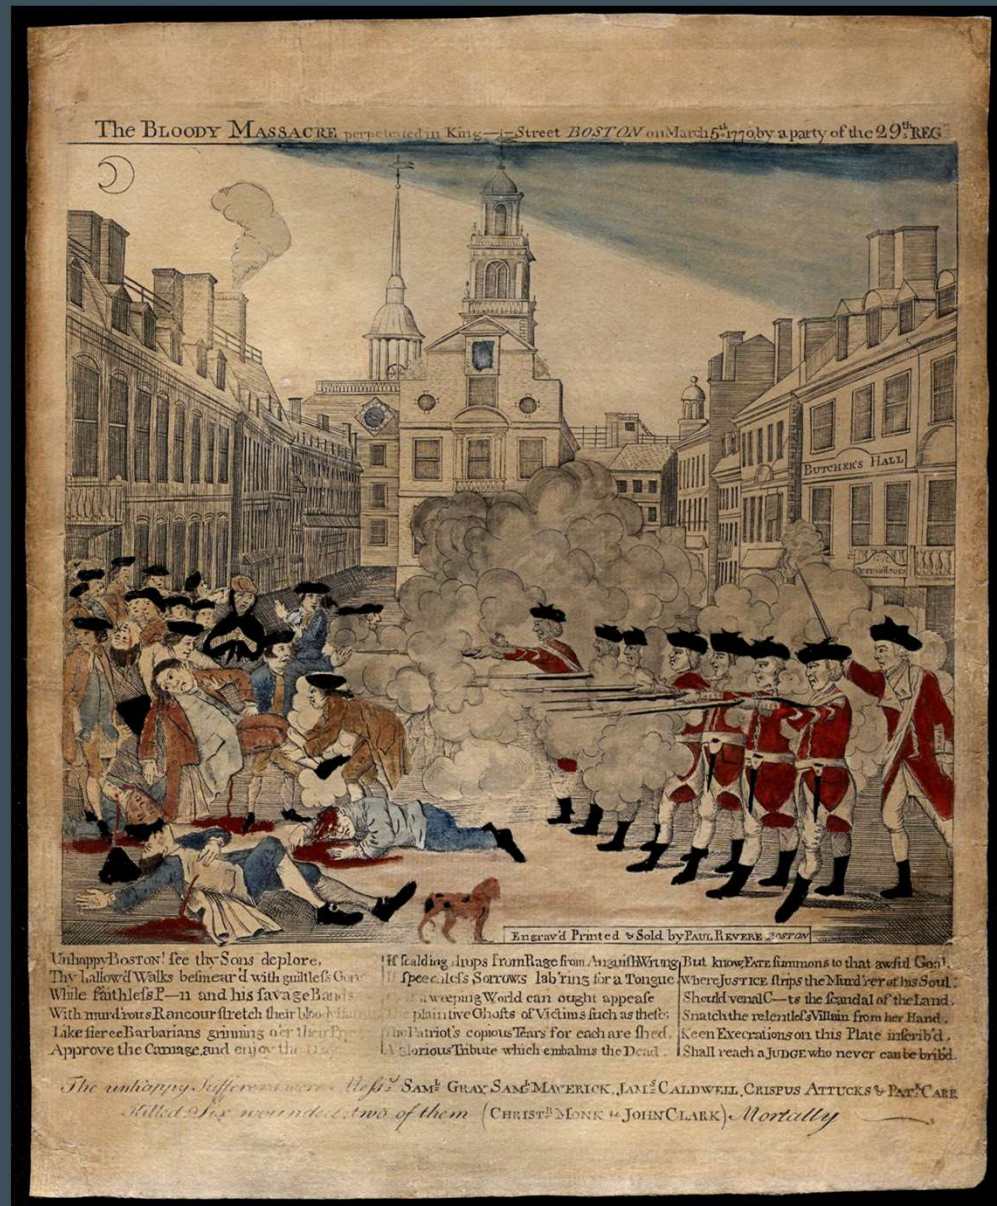 The BLOODY MASSACRE perpetrated in King—i—Street BOSTON on March 5th 1770, by a party of the 29th REG
BUTCHER'S HALL
Engrav'd Printed & Sold by PAUL REVERE BOSTON
Unhappy BOSTON! ſee thy Sons deplore,
Thy hallow'd Walks beſmear'd with guiltleſs Gore
While faithleſs P—n and his ſavage Bands
With murd'rous Rancour ſtretch their bloody
Like fierce Barbarians grinning o'er their
Approve the Carnage, and enjoy the
If ſcalding drops from Rage from Anguiſh Wrung
If ſpeechleſs Sorrows lab'ring for a Tongue
a weeping World can ought appeaſe
The plaintive Ghoſts of Victims ſuch as theſe;
The Patriot's copious Tears for each are ſhed,
A glorious Tribute which embalms the Dead.
But know, FATE ſummons to that awful Goal,
Where JUSTICE ſtrips the Murd'rer of his Soul:
Should venal C—ts the ſcandal of the Land,
Snatch the relentleſs Villain from her Hand,
Keen Execrations on this Plate inſcrib'd,
Shall reach a JUDGE who never can be brib'd.
The unhappy Sufferers were Meſsrs SAML GRAY, SAML MAVERICK, JAMS CALDWELL, CRISPUS ATTUCKS & PATK CARR
Killed. Six wounded; two of them (CHRISTR MONK & JOHN CLARK) Mortally